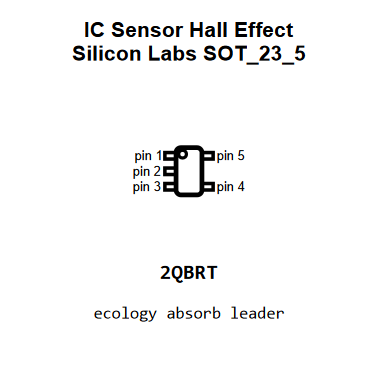 IC Sensor Hall Effect
Silicon Labs SOT_23_5
pin 1
pin 5
pin 2
pin 3
pin 4
2QBRT
ecology absorb leader